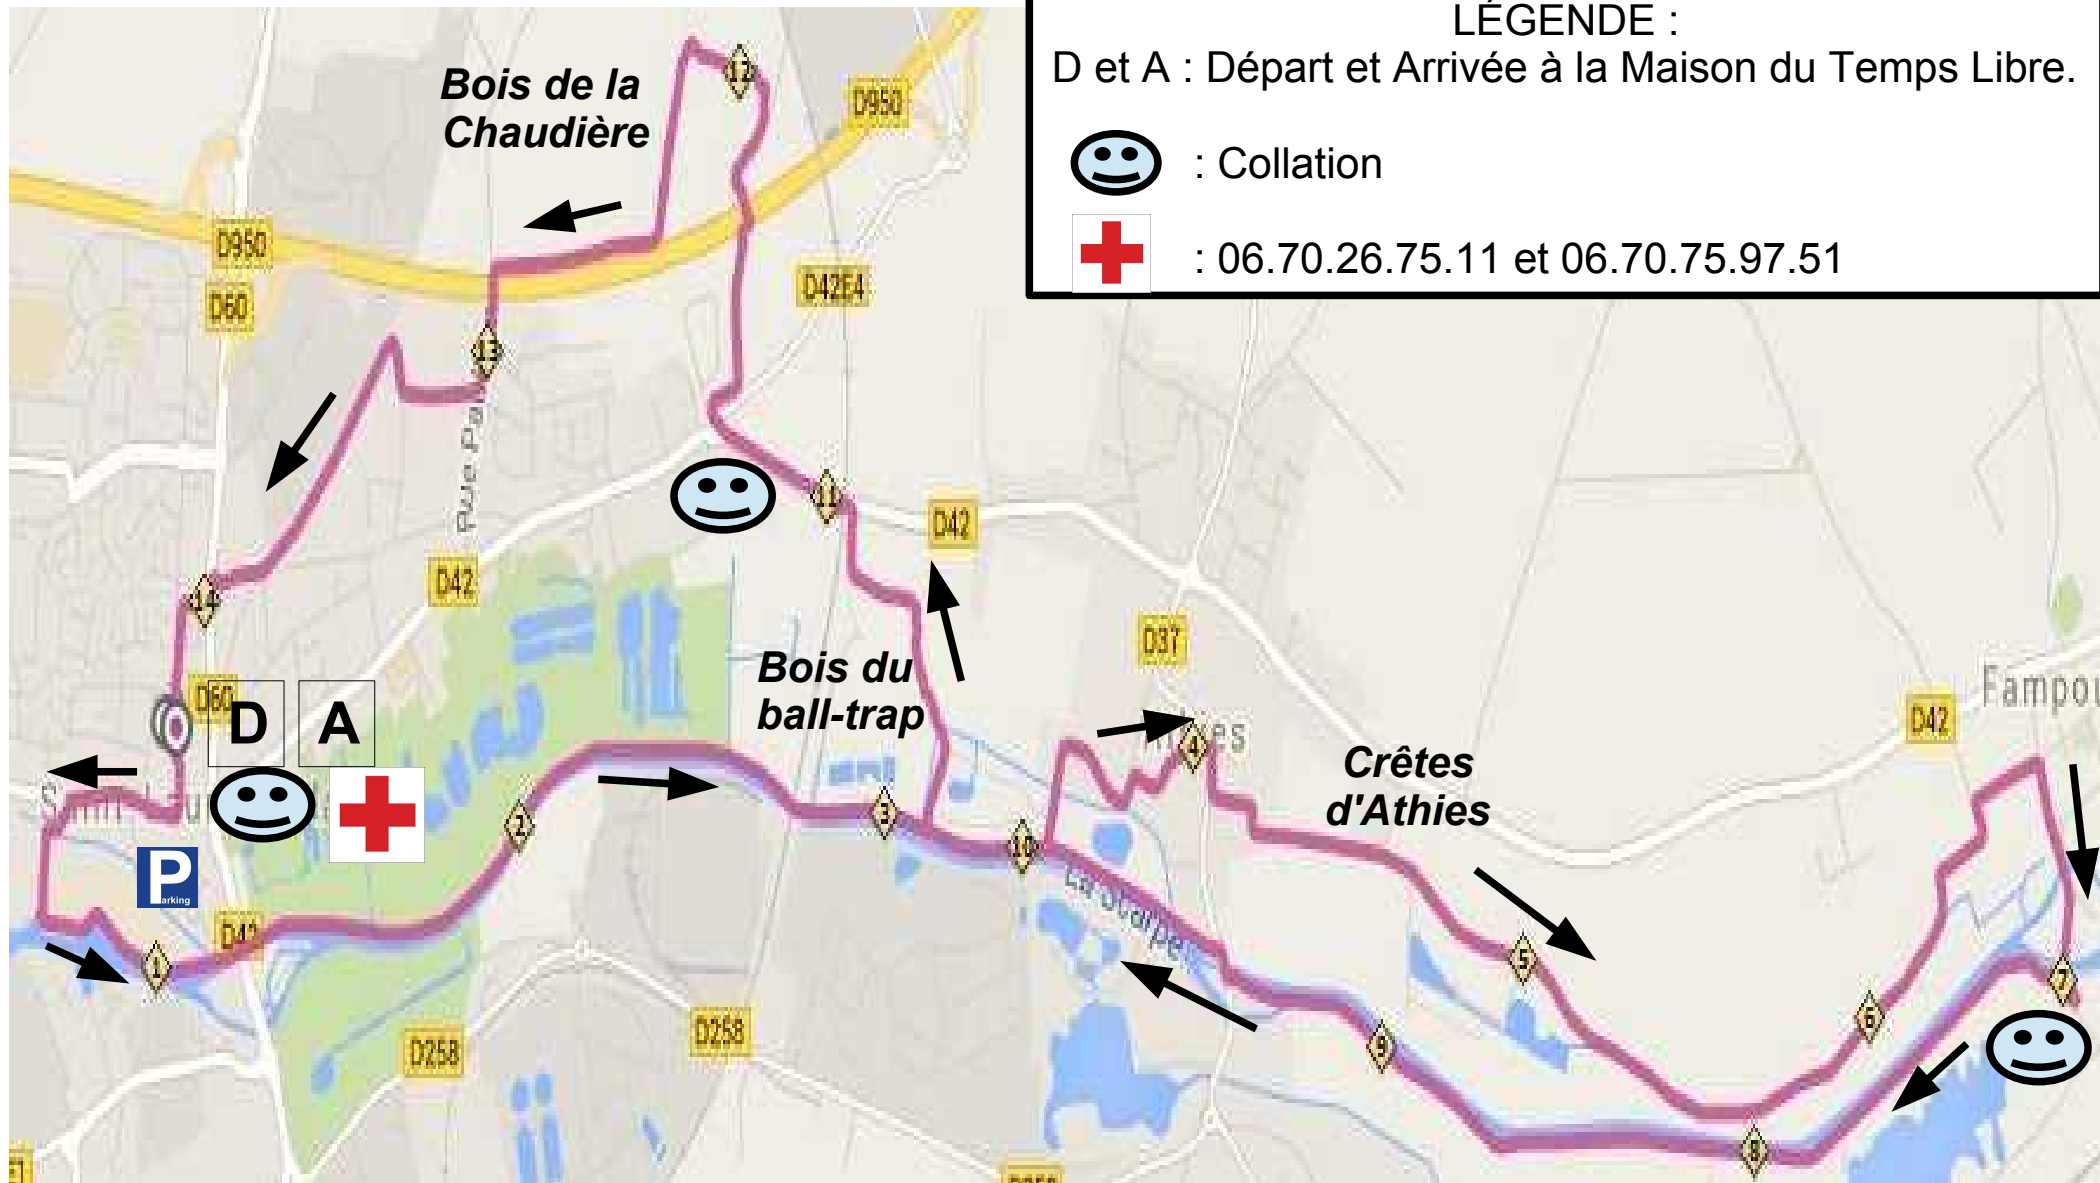 LÉGENDE :
D et A : Départ et Arrivée à la Maison du Temps Libre.
: Collation
: 06.70.26.75.11 et 06.70.75.97.51
Bois de la
Chaudière
12
D950
D950
D60
D42E4
13
11
D42
D42
14
D37
D60
D A
Bois du
ball-trap
4
Crêtes
d'Athies
D42
2
3
10
P
arking
La Scarpe
D42
1
5
7
6
D258
D258
9
8